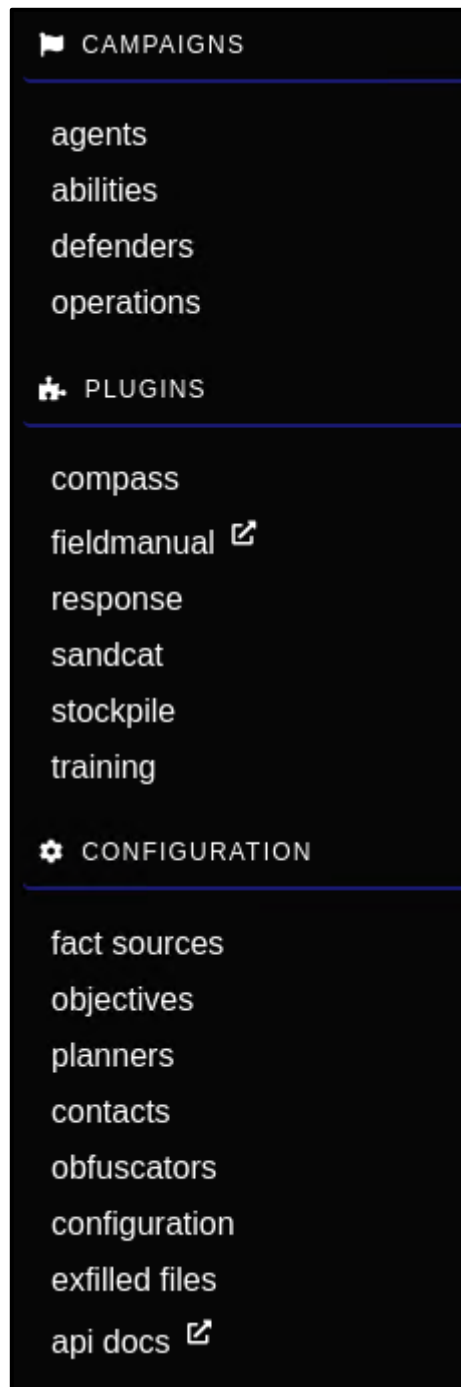 CAMPAIGNS
agents
abilities
defenders
operations
PLUGINS
compass
fieldmanual
response
sandcat
stockpile
training
CONFIGURATION
fact sources
objectives
planners
contacts
obfuscators
configuration
exfilled files
api docs